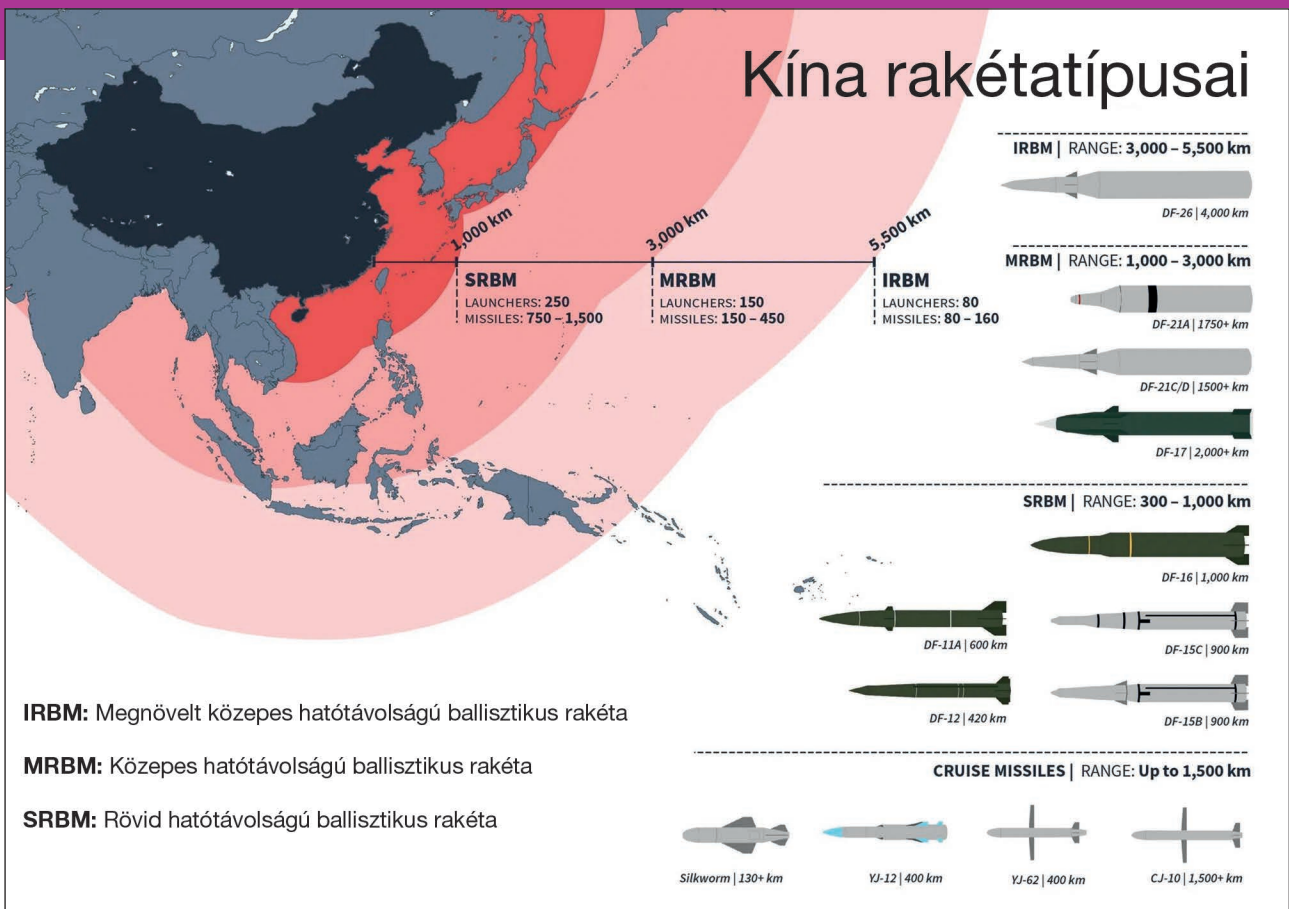 Kína rakétatípusai
IRBM | RANGE: 3,000 – 5,500 km
DF-26 | 4,000 km
MRBM | RANGE: 1,000 – 3,000 km
DF-21A | 1750+ km
DF-21C/D | 1500+ km
DF-17 | 2,000+ km
SRBM | RANGE: 300 – 1,000 km
DF-16 | 1,000 km
DF-11A | 600 km
DF-15C | 900 km
DF-12 | 420 km
DF-15B | 900 km
CRUISE MISSILES | RANGE: Up to 1,500 km
Silkworm | 130+ km
YJ-12 | 400 km
YJ-62 | 400 km
CJ-10 | 1,500+ km
1,000 km
SRBM
LAUNCHERS: 250
MISSILES: 750 – 1,500
3,000 km
MRBM
LAUNCHERS: 150
MISSILES: 150 – 450
5,500 km
IRBM
LAUNCHERS: 80
MISSILES: 80 – 160
IRBM: Megnövelt közepes hatótávolságú ballisztikus rakéta
MRBM: Közepes hatótávolságú ballisztikus rakéta
SRBM: Rövid hatótávolságú ballisztikus rakéta